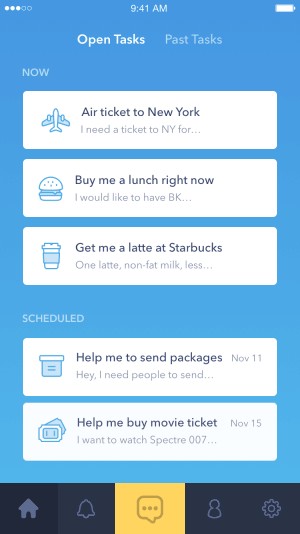 9:41 AM
Open Tasks Past Tasks
NOW
Air ticket to New York
I need a ticket to NY for...
Buy me a lunch right now
I would like to have BK...
Get me a latte at Starbucks
One latte, non-fat milk, less...
SCHEDULED
Help me to send packages Nov 11
Hey, I need people to send...
Help me buy movie ticket Nov 15
I want to watch Spectre 007...